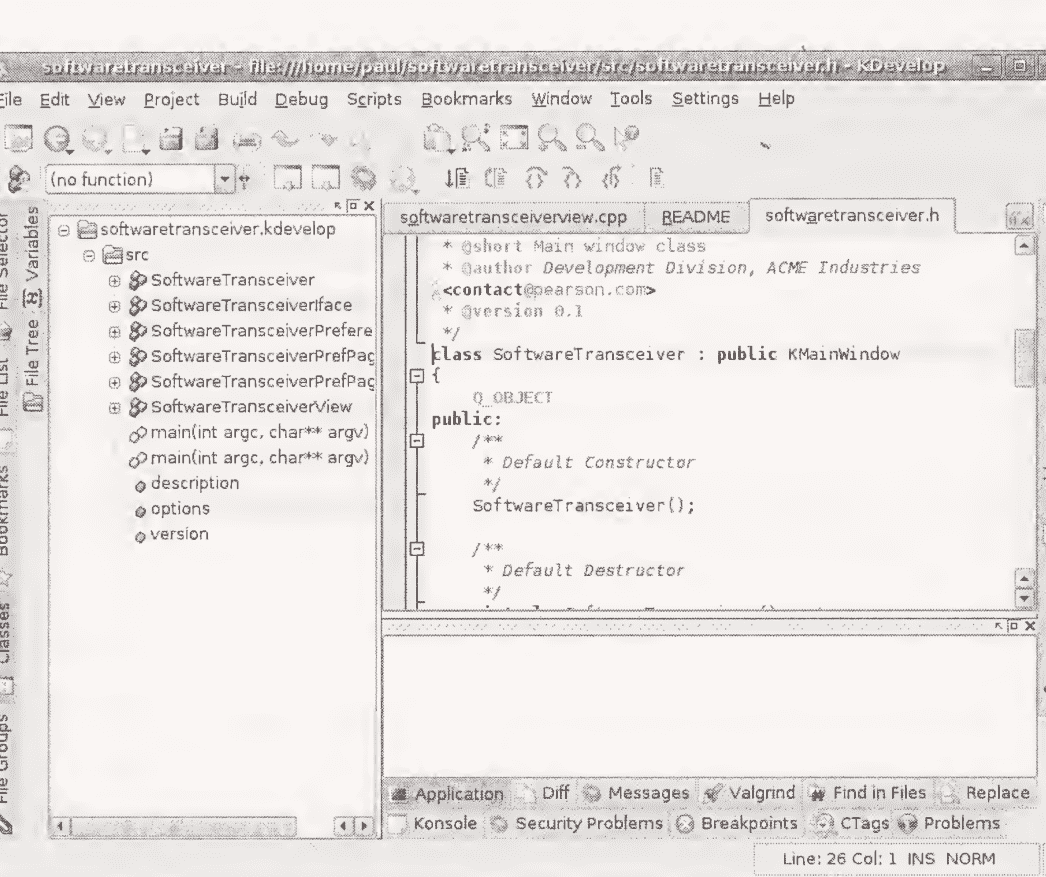 softwaretransceiver - file:///home/paul/softwaretransceiver/src/softwaretransceiver.h - KDevelop
File Edit View Project Build Debug Scripts Bookmarks Window Tools Settings Help
(no function)
File Selector
File List
Bookmarks
Classes
File Groups
Variables
File Tree
softwaretransceiver.kdevelop
src
SoftwareTransceiver
SoftwareTransceiverIface
SoftwareTransceiverPrefere
SoftwareTransceiverPrefPag
SoftwareTransceiverPrefPag
SoftwareTransceiverView
main(int argc, char** argv)
main(int argc, char** argv)
description
options
version
softwaretransceiverview.cpp README softwaretransceiver.h
* @short Main window class
* @author Development Division, ACME Industries
<contact@pearson.com>
* @version 0.1
*/
class SoftwareTransceiver : public KMainWindow
{
Q_OBJECT
public:
/**
* Default Constructor
*/
SoftwareTransceiver();
/**
* Default Destructor
*/
Application Diff Messages Valgrind Find in Files Replace
Konsole Security Problems Breakpoints CTags Problems
Line: 26 Col: 1 INS NORM